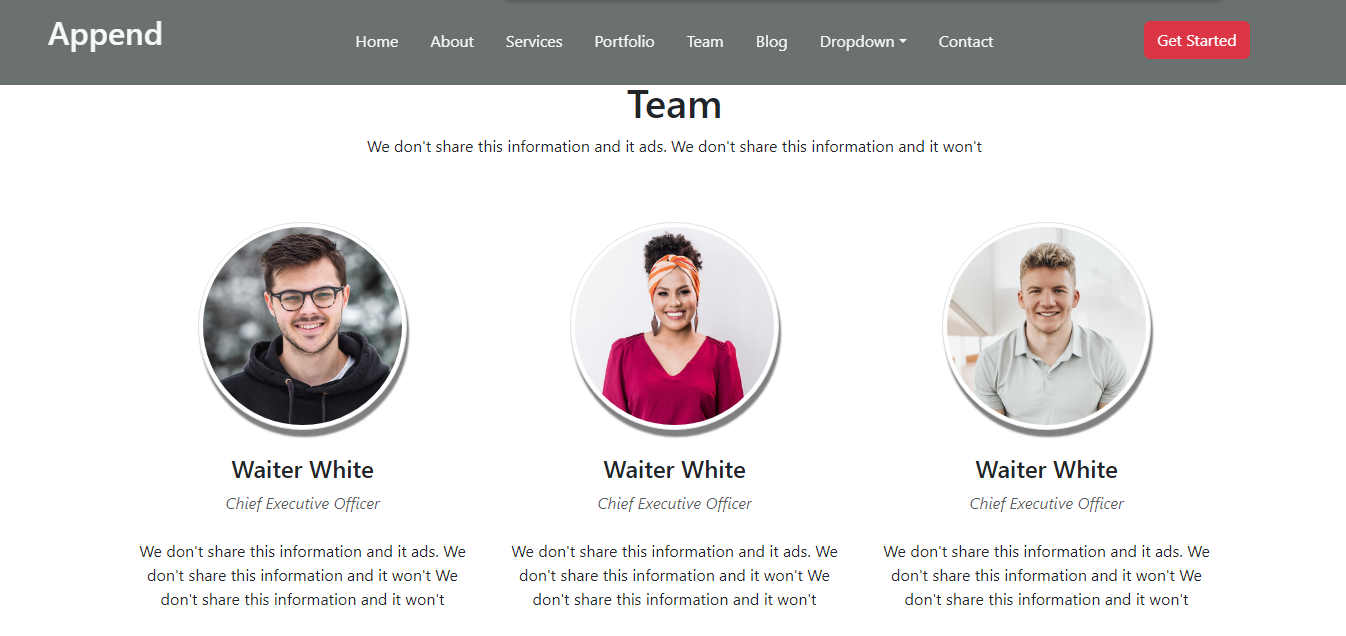 Append
Home About Services Portfolio Team Blog Dropdown Contact Get Started
Team
We don't share this information and it ads. We don't share this information and it won't
Waiter White
Chief Executive Officer
We don't share this information and it ads. We
don't share this information and it won't We
don't share this information and it won't
Waiter White
Chief Executive Officer
We don't share this information and it ads. We
don't share this information and it won't We
don't share this information and it won't
Waiter White
Chief Executive Officer
We don't share this information and it ads. We
don't share this information and it won't We
don't share this information and it won't